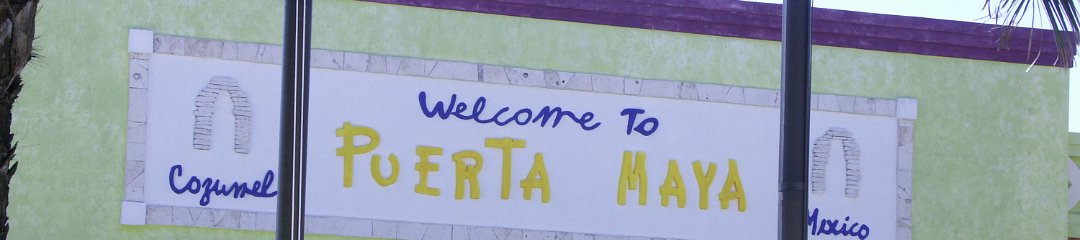 Welcome To
PUERTA MAYA
Cozumel
Mexico